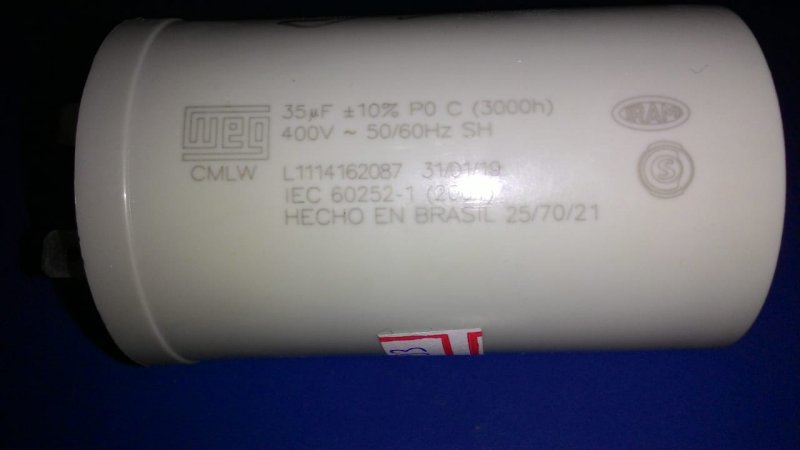 weg
CMLW
35µF ±10% P0 C (3000h)
400V ~ 50/60Hz SH
L1114162087 31/01/19
IEC 60252-1
HECHO EN BRASIL 25/70/21
IRAM
S